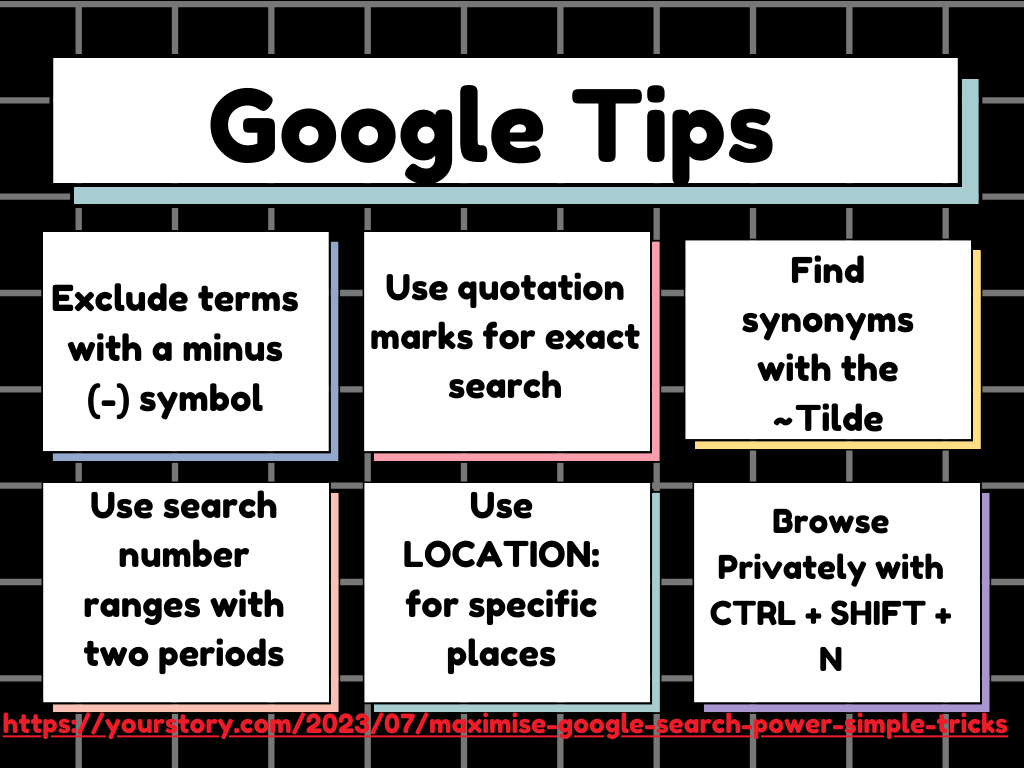 Google Tips
Exclude terms
with a minus
(-) symbol
Use quotation
marks for exact
search
Find
synonyms
with the
~Tilde
Use search
number
ranges with
two periods
Use
LOCATION:
for specific
places
Browse
Privately with
CTRL + SHIFT +
N
https://yourstory.com/2023/07/maximise-google-search-power-simple-tricks